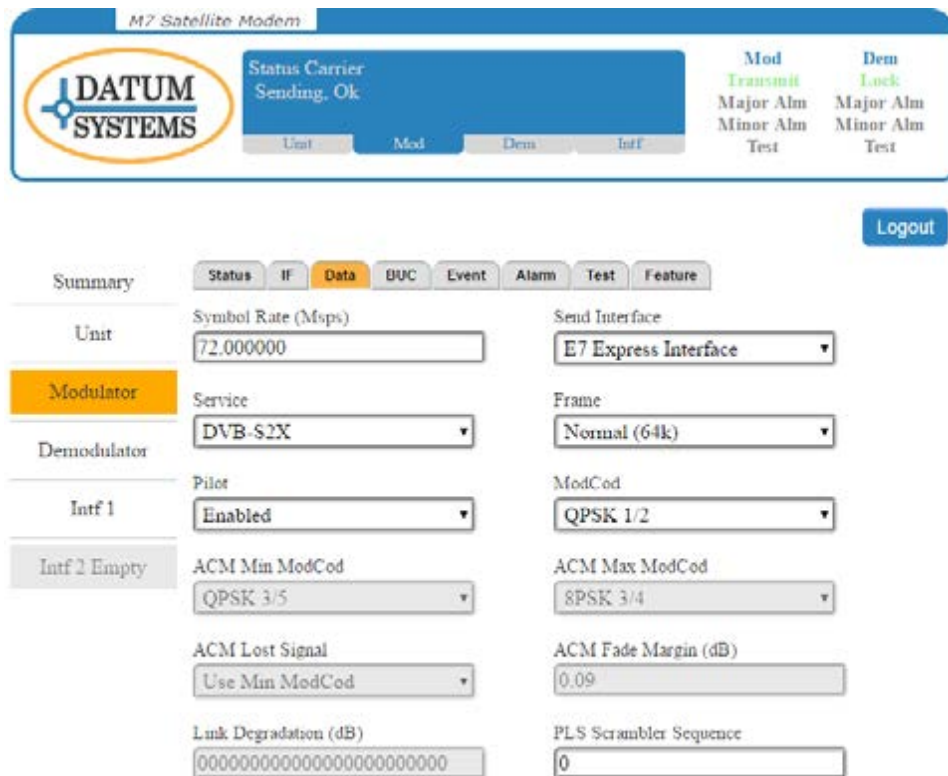 M7 Satellite Modem
DATUM
SYSTEMS
Status Carrier
Sending, Ok
Unit Mod Dem Intf
Mod Dem
Transmit Lock
Major Alm Major Alm
Minor Alm Minor Alm
Test Test
Logout
Summary
Unit
Modulator
Demodulator
Intf 1
Intf 2 Empty
Status IF Data BUC Event Alarm Test Feature
Symbol Rate (Msps) Send Interface
72.000000 E7 Express Interface
Service Frame
DVB-S2X Normal (64k)
Pilot ModCod
Enabled QPSK 1/2
ACM Min ModCod ACM Max ModCod
QPSK 3/5 8PSK 3/4
ACM Lost Signal ACM Fade Margin (dB)
Use Min ModCod 0.09
Link Degradation (dB) PLS Scrambler Sequence
0